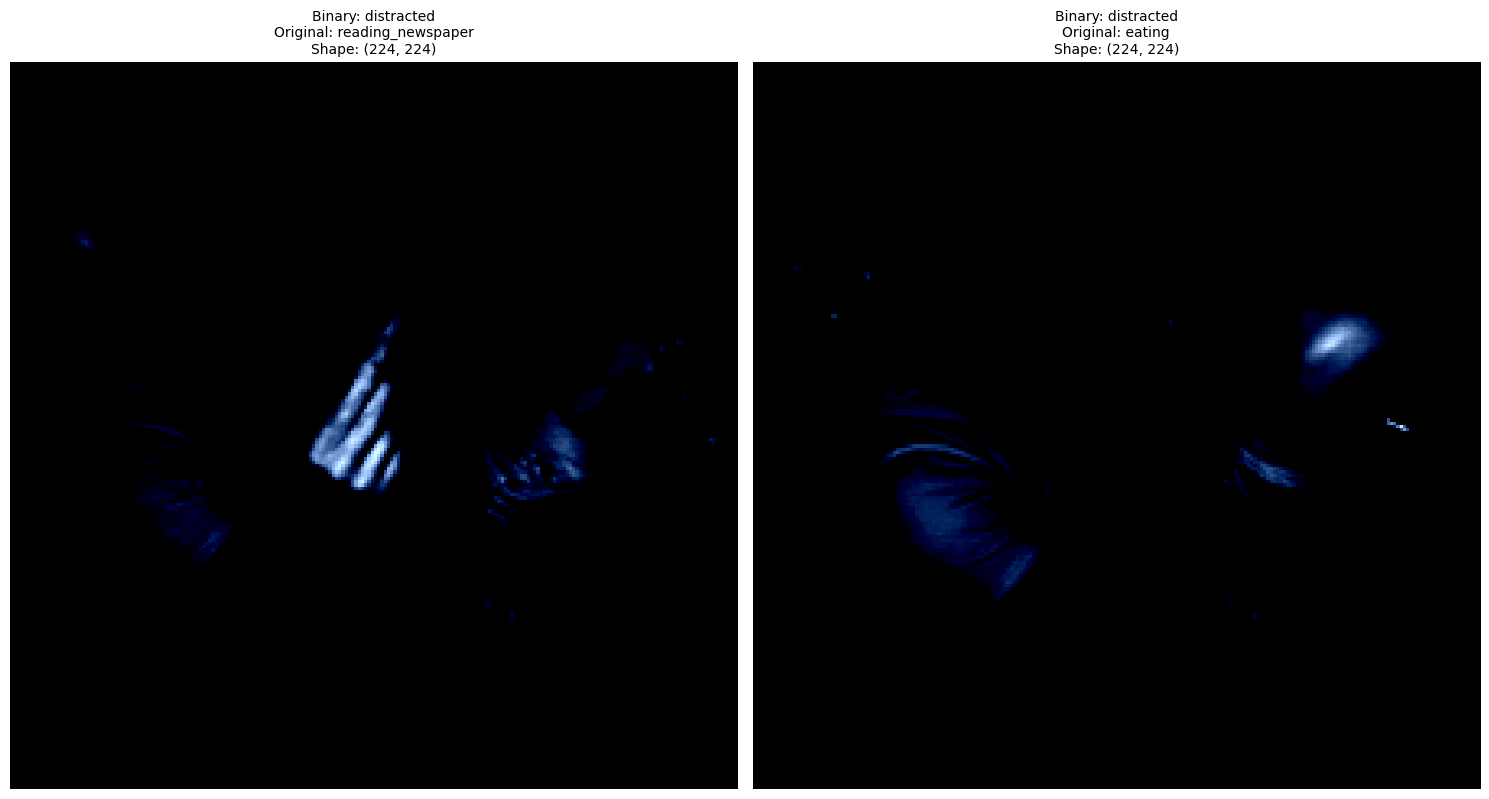 Binary: distracted
Original: reading_newspaper
Shape: (224, 224)
Binary: distracted
Original: eating
Shape: (224, 224)